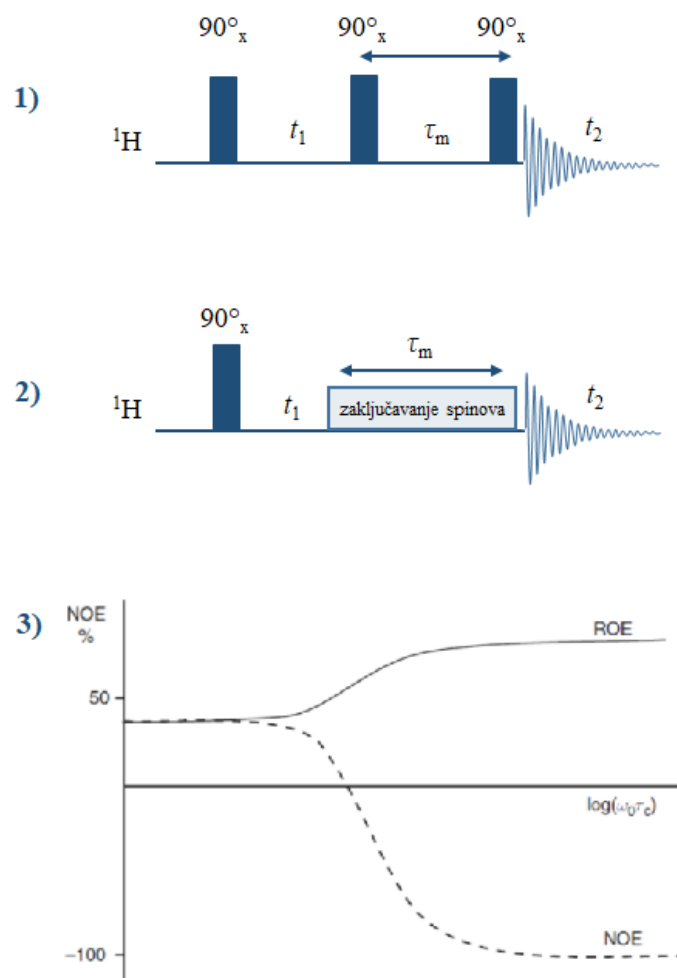 90°ₓ 90°ₓ 90°ₓ
1)
¹H t₁ τₘ t₂
90°ₓ
τₘ
2)
¹H t₁ zaključavanje spinova t₂
3)
NOE
%
ROE
50
log(ω₀τ_c)
NOE
−100